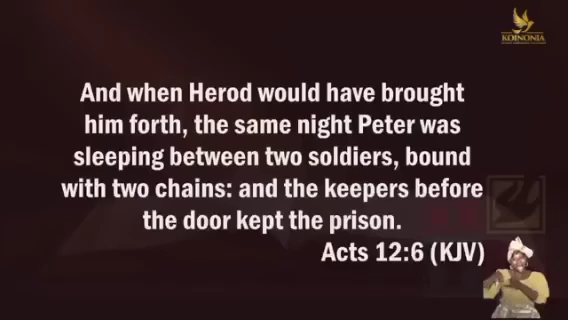 KOINONIA
And when Herod would have brought
him forth, the same night Peter was
sleeping between two soldiers, bound
with two chains: and the keepers before
the door kept the prison.
Acts 12:6 (KJV)